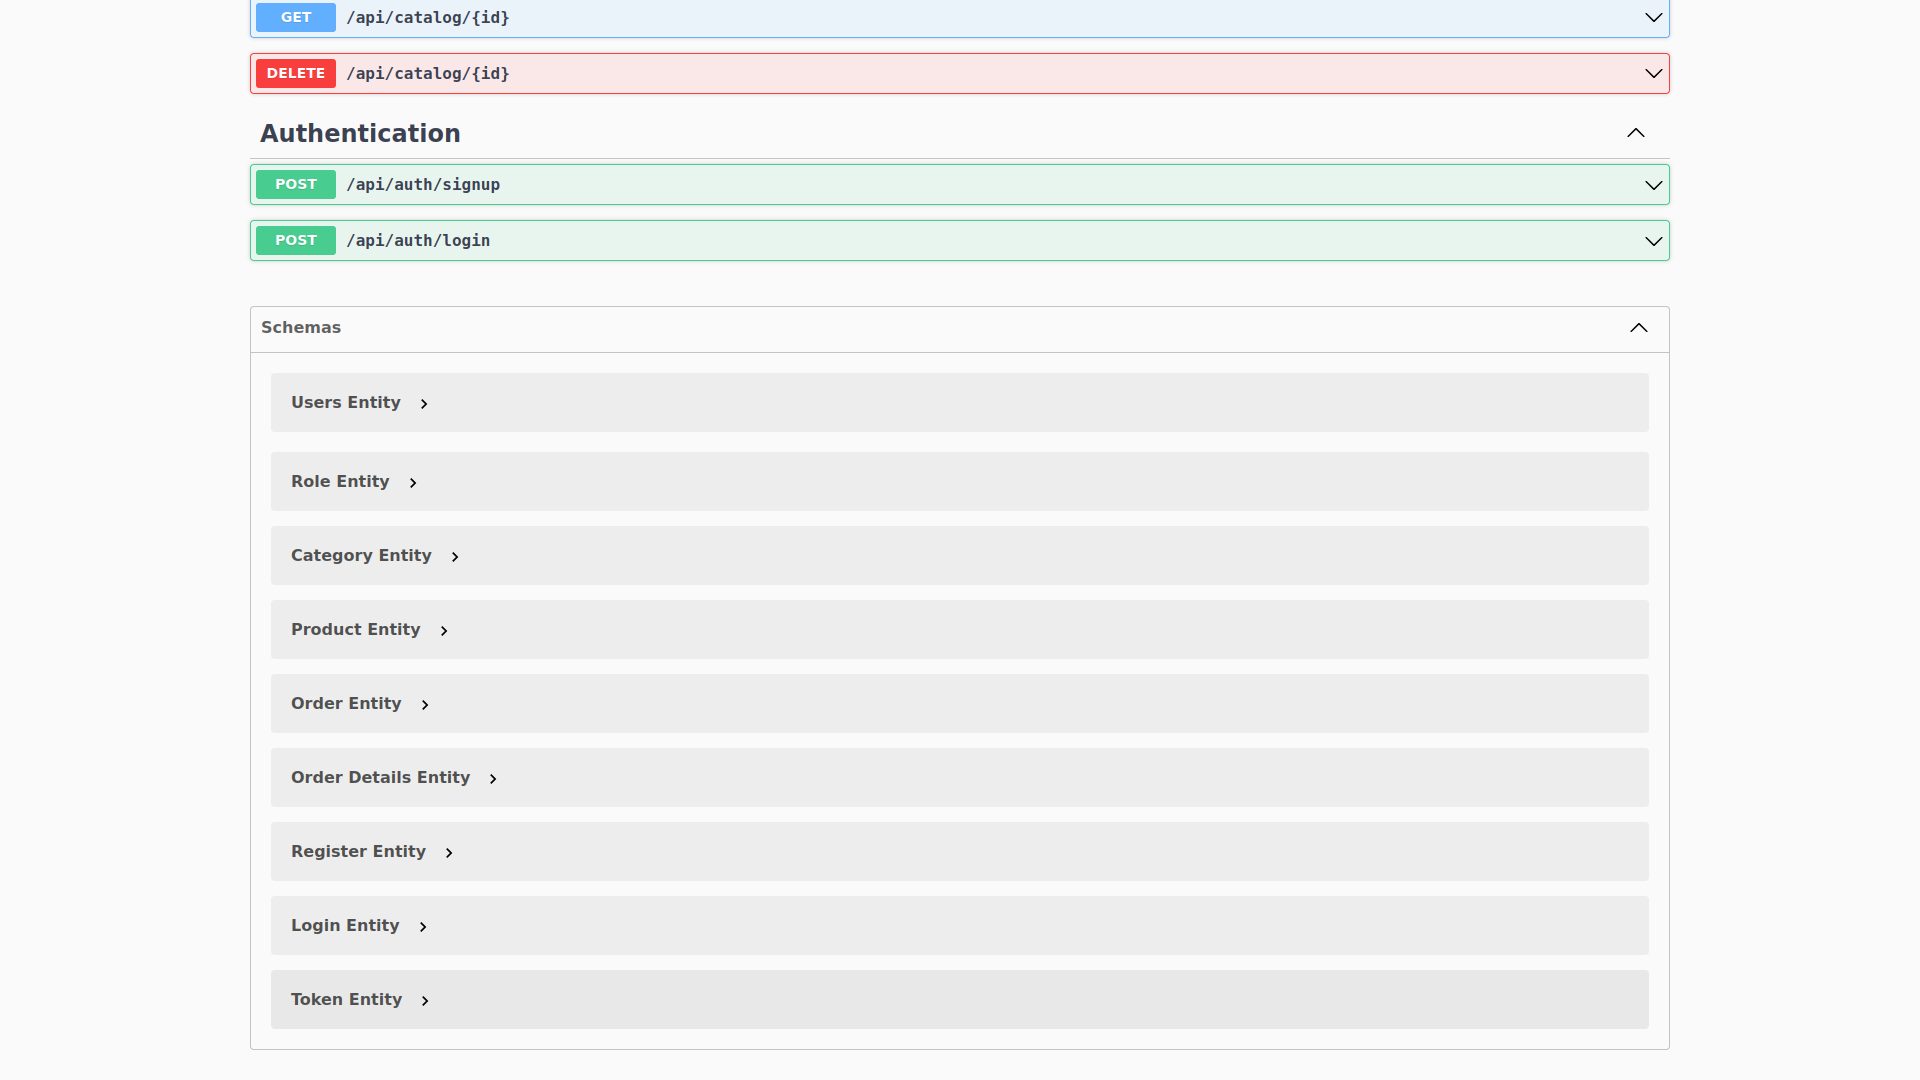 GET /api/catalog/{id}
DELETE /api/catalog/{id}
Authentication
POST /api/auth/signup
POST /api/auth/login
Schemas
Users Entity
Role Entity
Category Entity
Product Entity
Order Entity
Order Details Entity
Register Entity
Login Entity
Token Entity